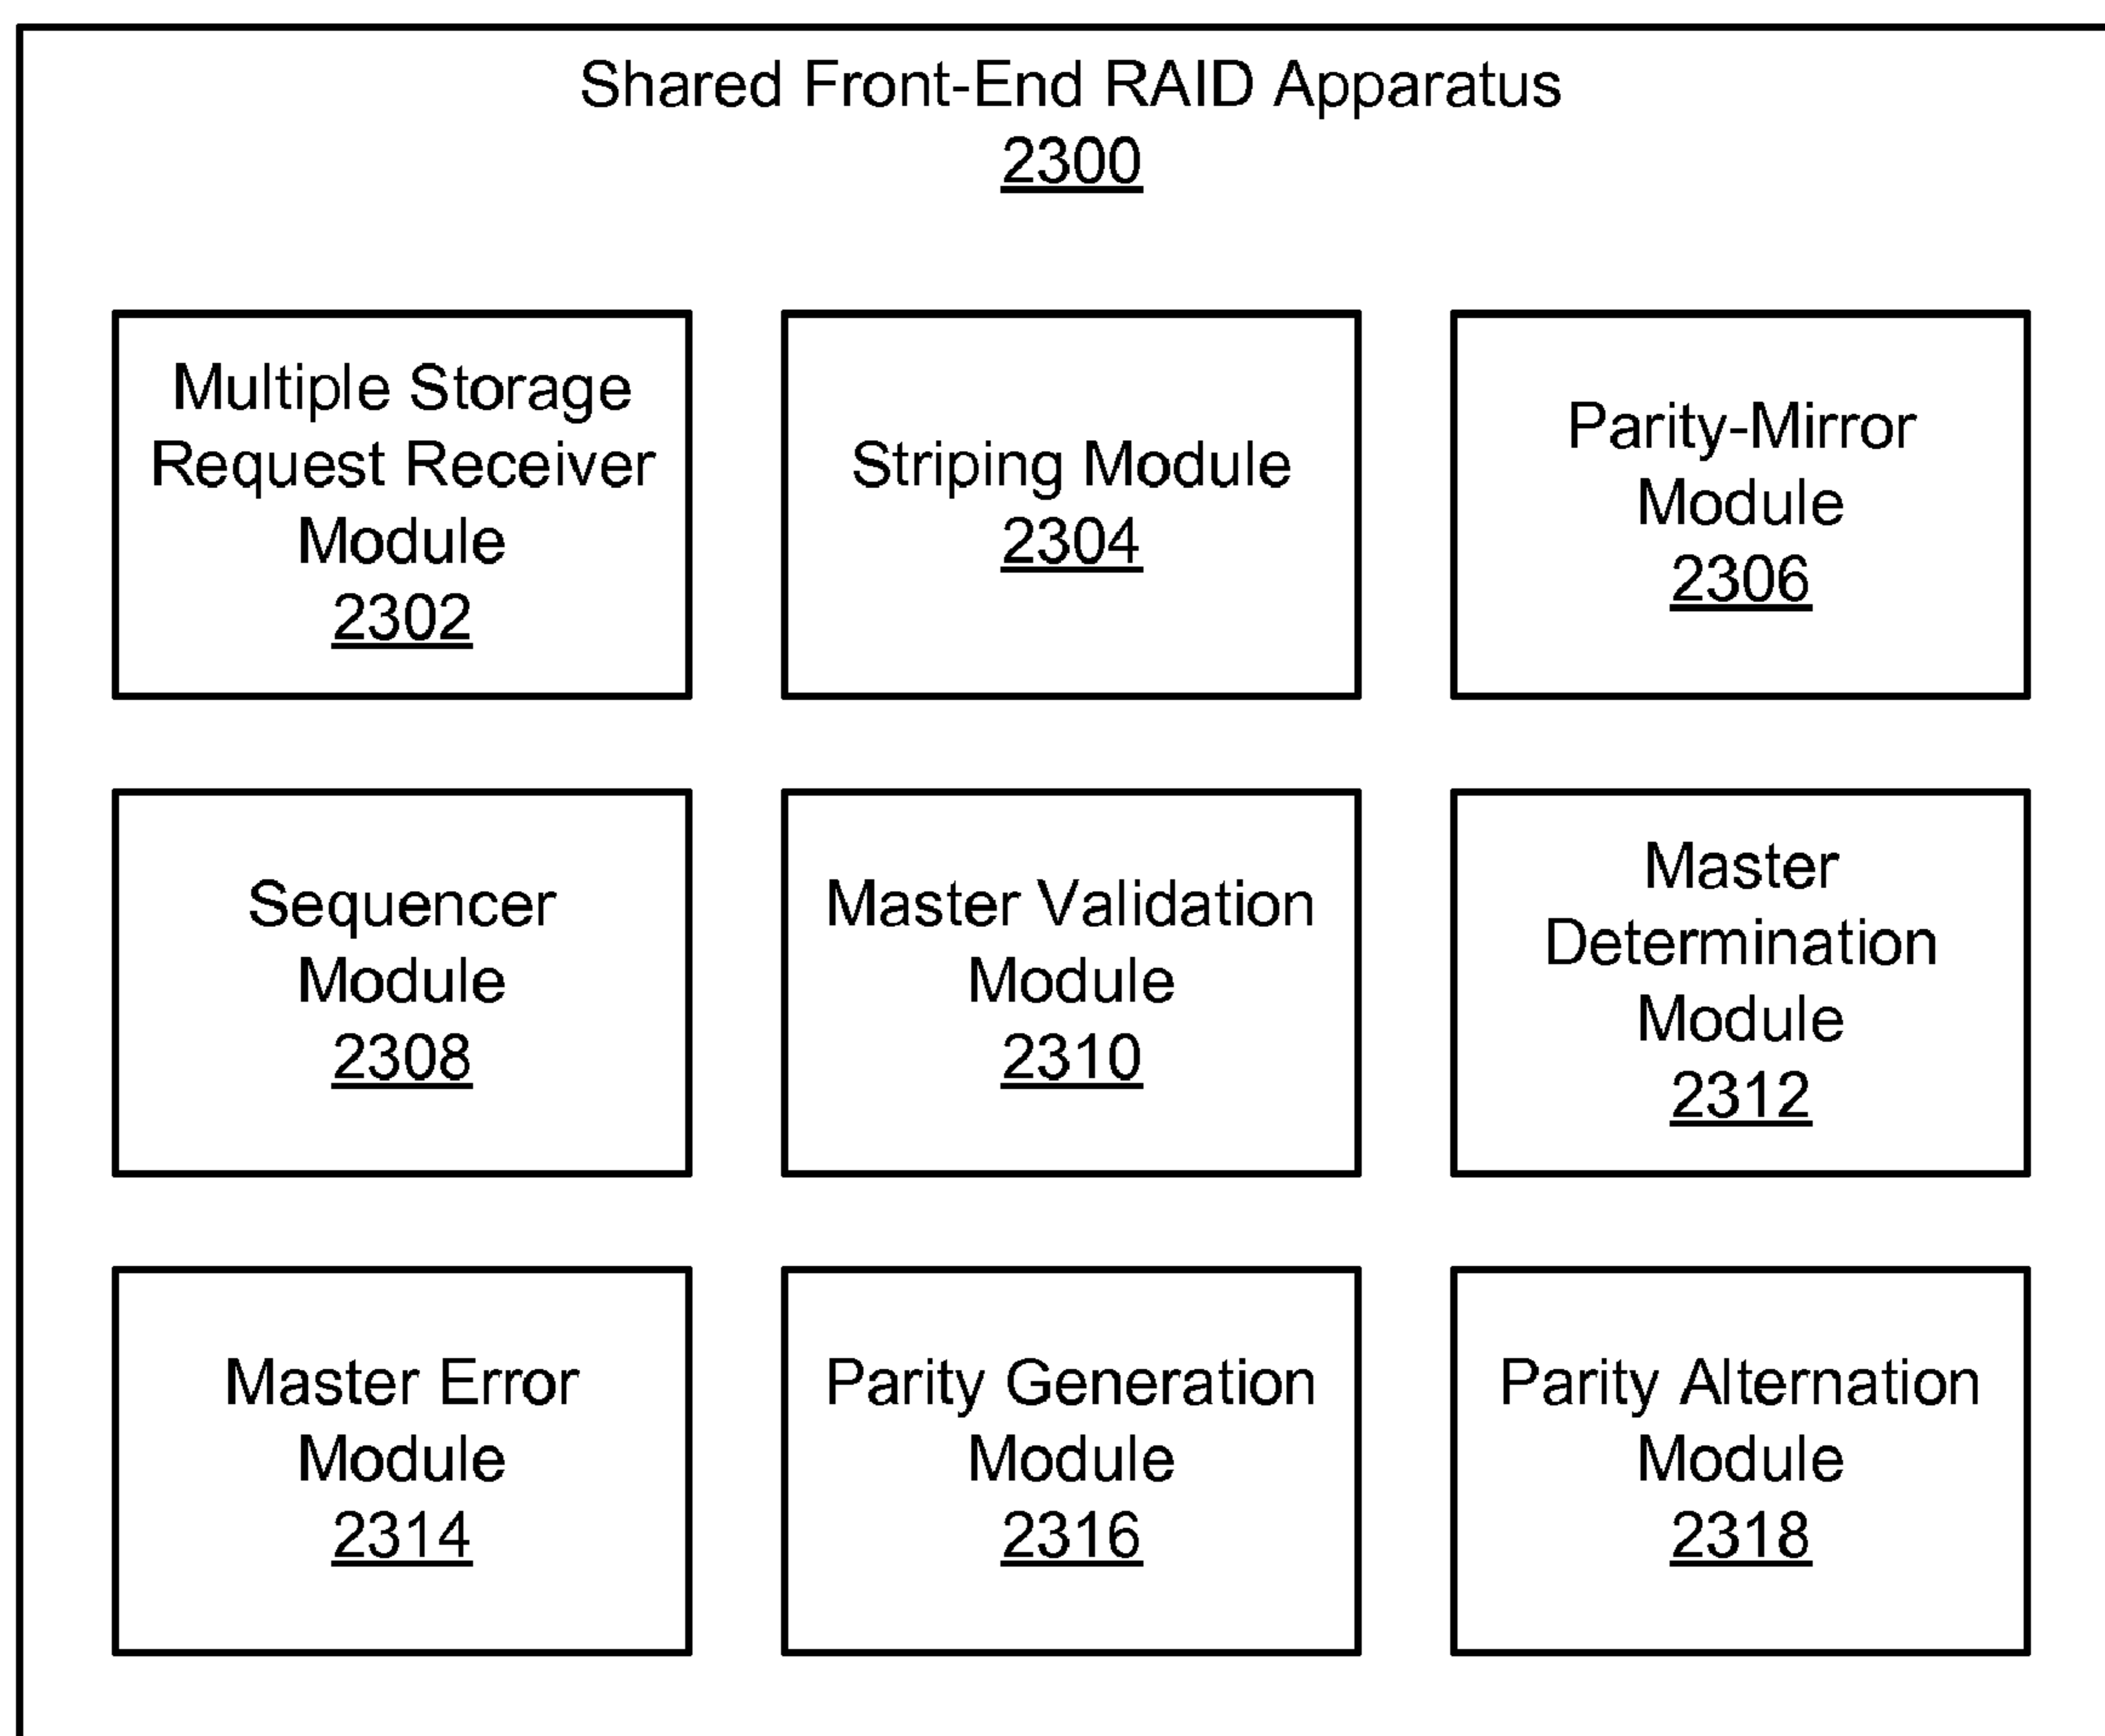 Shared Front-End RAID Apparatus
2300
Multiple Storage
Request Receiver
Module
2302
Striping Module
2304
Parity-Mirror
Module
2306
Sequencer
Module
2308
Master Validation
Module
2310
Master
Determination
Module
2312
Master Error
Module
2314
Parity Generation
Module
2316
Parity Alternation
Module
2318